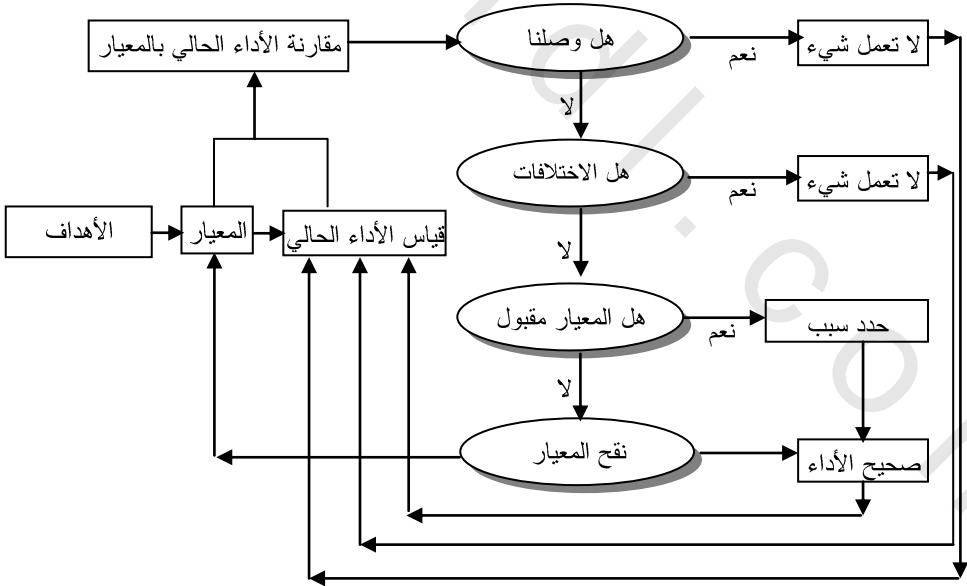 مقارنة الأداء الحالي بالمعيار
هل وصلنا
نعم
لا تعمل شيء
لا
هل الاختلافات
نعم
لا تعمل شيء
الأهداف
المعيار
قياس الأداء الحالي
لا
هل المعيار مقبول
نعم
حدد سبب
لا
نقح المعيار
صحيح الأداء